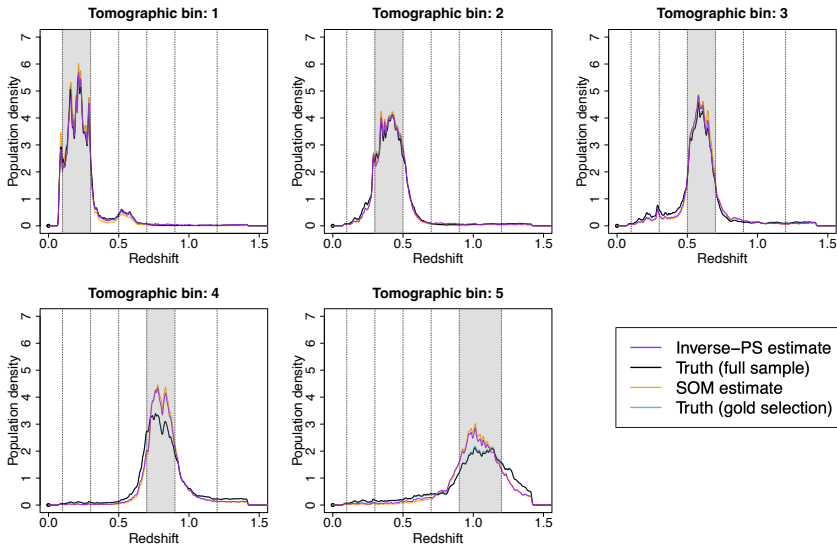 Tomographic bin: 1
Tomographic bin: 2
Tomographic bin: 3
Population density
0 1 2 3 4 5 6 7
0.0 0.5 1.0 1.5
Redshift
Population density
0 1 2 3 4 5 6 7
0.0 0.5 1.0 1.5
Redshift
Population density
0 1 2 3 4 5 6 7
0.0 0.5 1.0 1.5
Redshift
Tomographic bin: 4
Tomographic bin: 5
Population density
0 1 2 3 4 5 6 7
0.0 0.5 1.0 1.5
Redshift
Population density
0 1 2 3 4 5 6 7
0.0 0.5 1.0 1.5
Redshift
Inverse−PS estimate
Truth (full sample)
SOM estimate
Truth (gold selection)